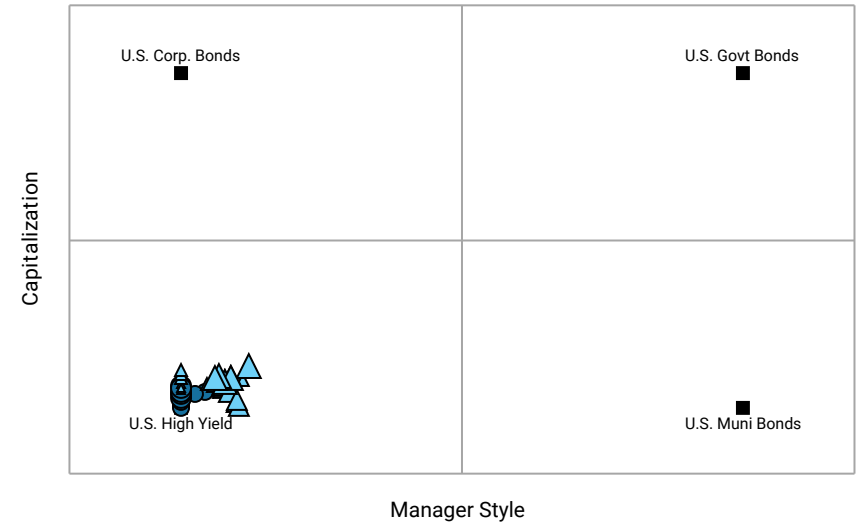 U.S. Corp. Bonds
U.S. Govt Bonds
Capitalization
U.S. High Yield
U.S. Muni Bonds
Manager Style